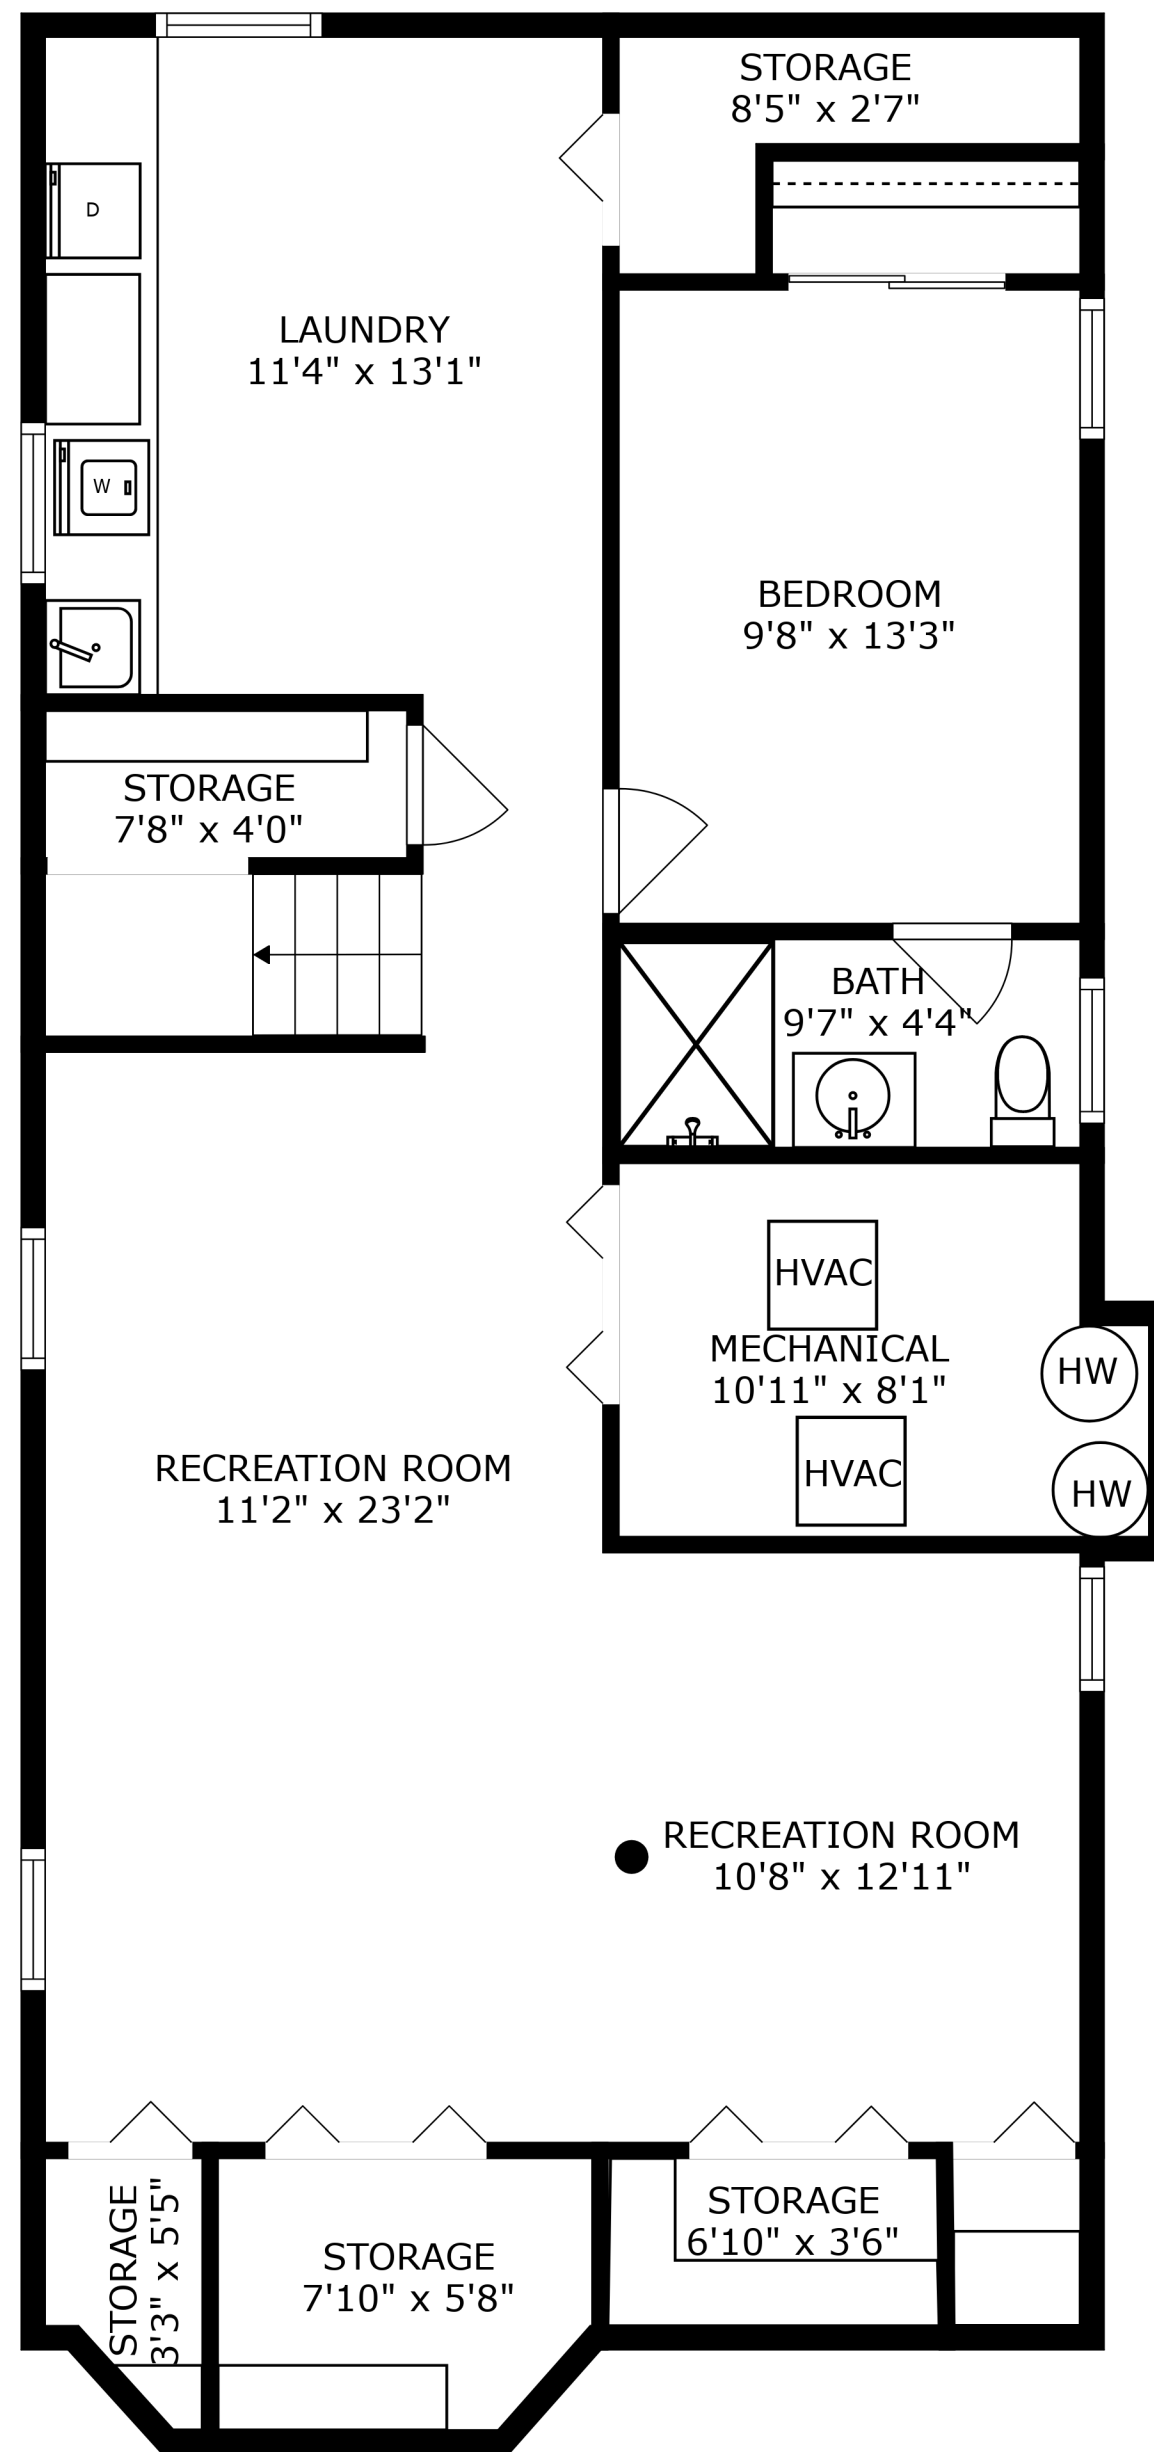 STORAGE
8'5" x 2'7"
D
LAUNDRY
11'4" x 13'1"
W
BEDROOM
9'8" x 13'3"
STORAGE
7'8" x 4'0"
BATH
9'7" x 4'4"
HVAC
MECHANICAL
10'11" x 8'1"
HW
HVAC
HW
RECREATION ROOM
11'2" x 23'2"
RECREATION ROOM
10'8" x 12'11"
STORAGE
3'3" x 5'5"
STORAGE
7'10" x 5'8"
STORAGE
6'10" x 3'6"